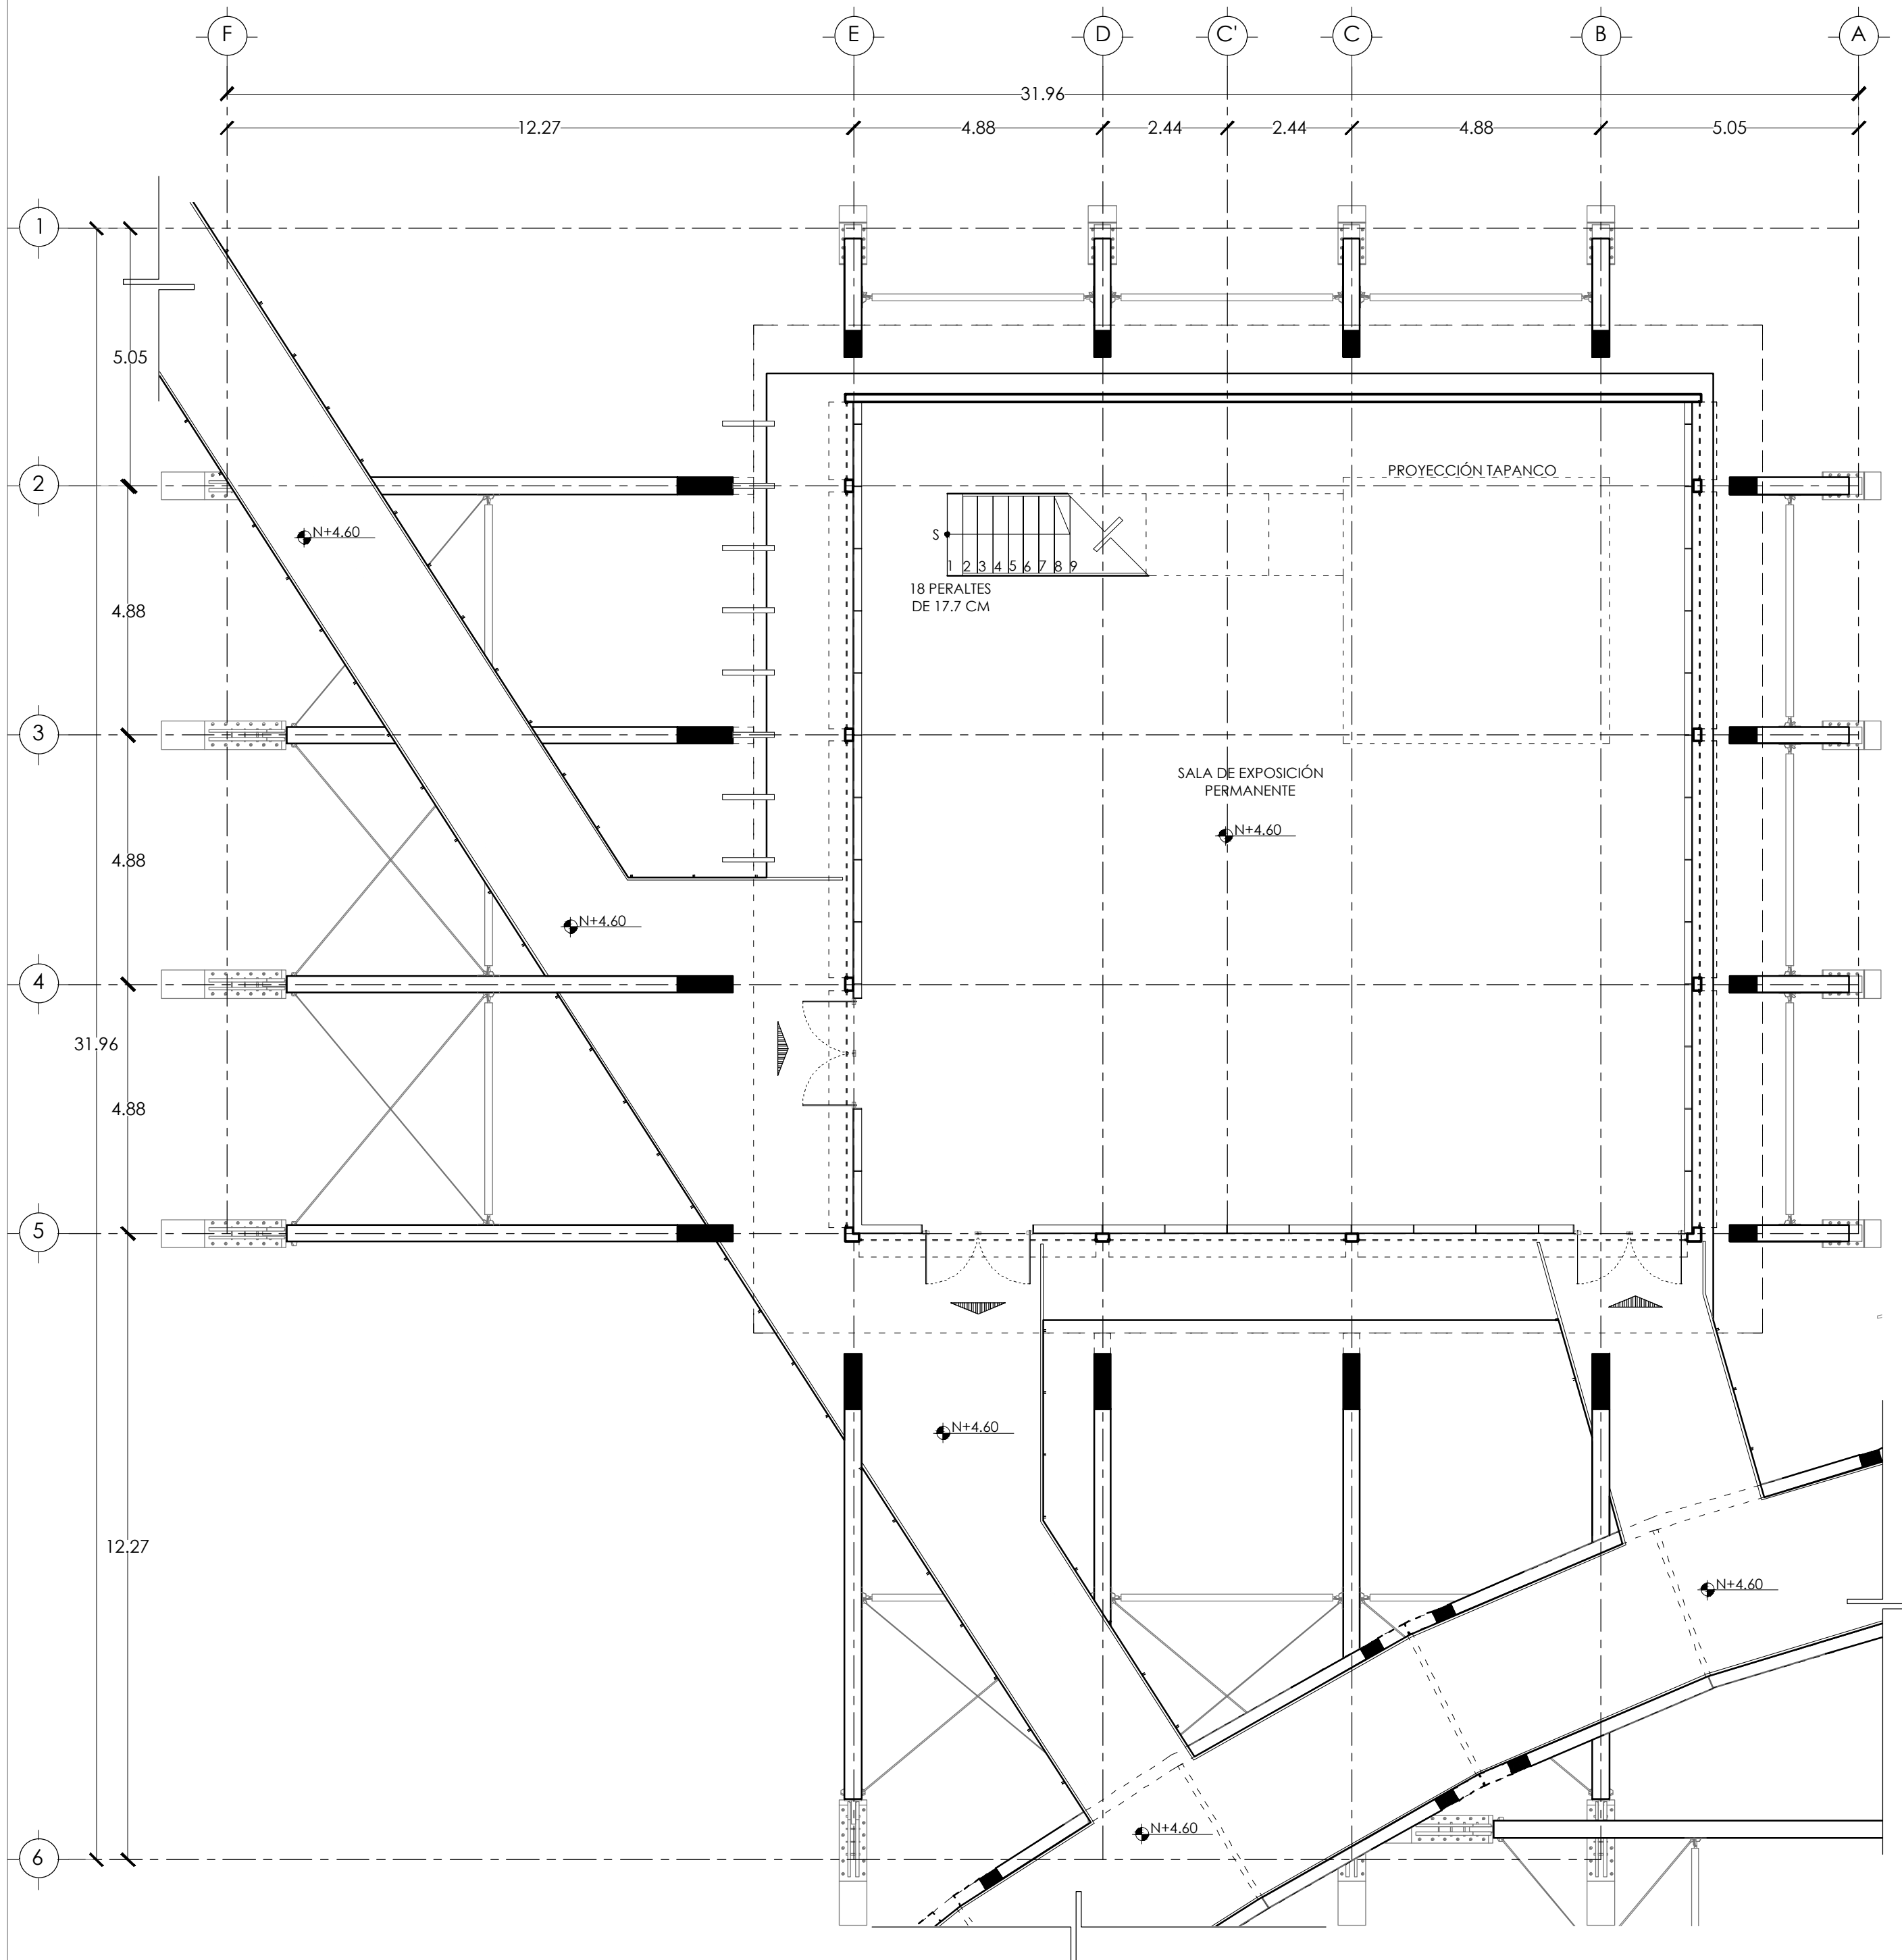 F E D C' C B A
31.96
12.27 4.88 2.44 2.44 4.88 5.05
1
5.05
2
PROYECCIÓN TAPANCO
N+4.60
S
1 2 3 4 5 6 7 8 9
18 PERALTES
DE 17.7 CM
4.88
3
SALA DE EXPOSICIÓN
PERMANENTE
N+4.60
4.88
N+4.60
4
31.96
4.88
5
N+4.60
12.27
N+4.60
N+4.60
6